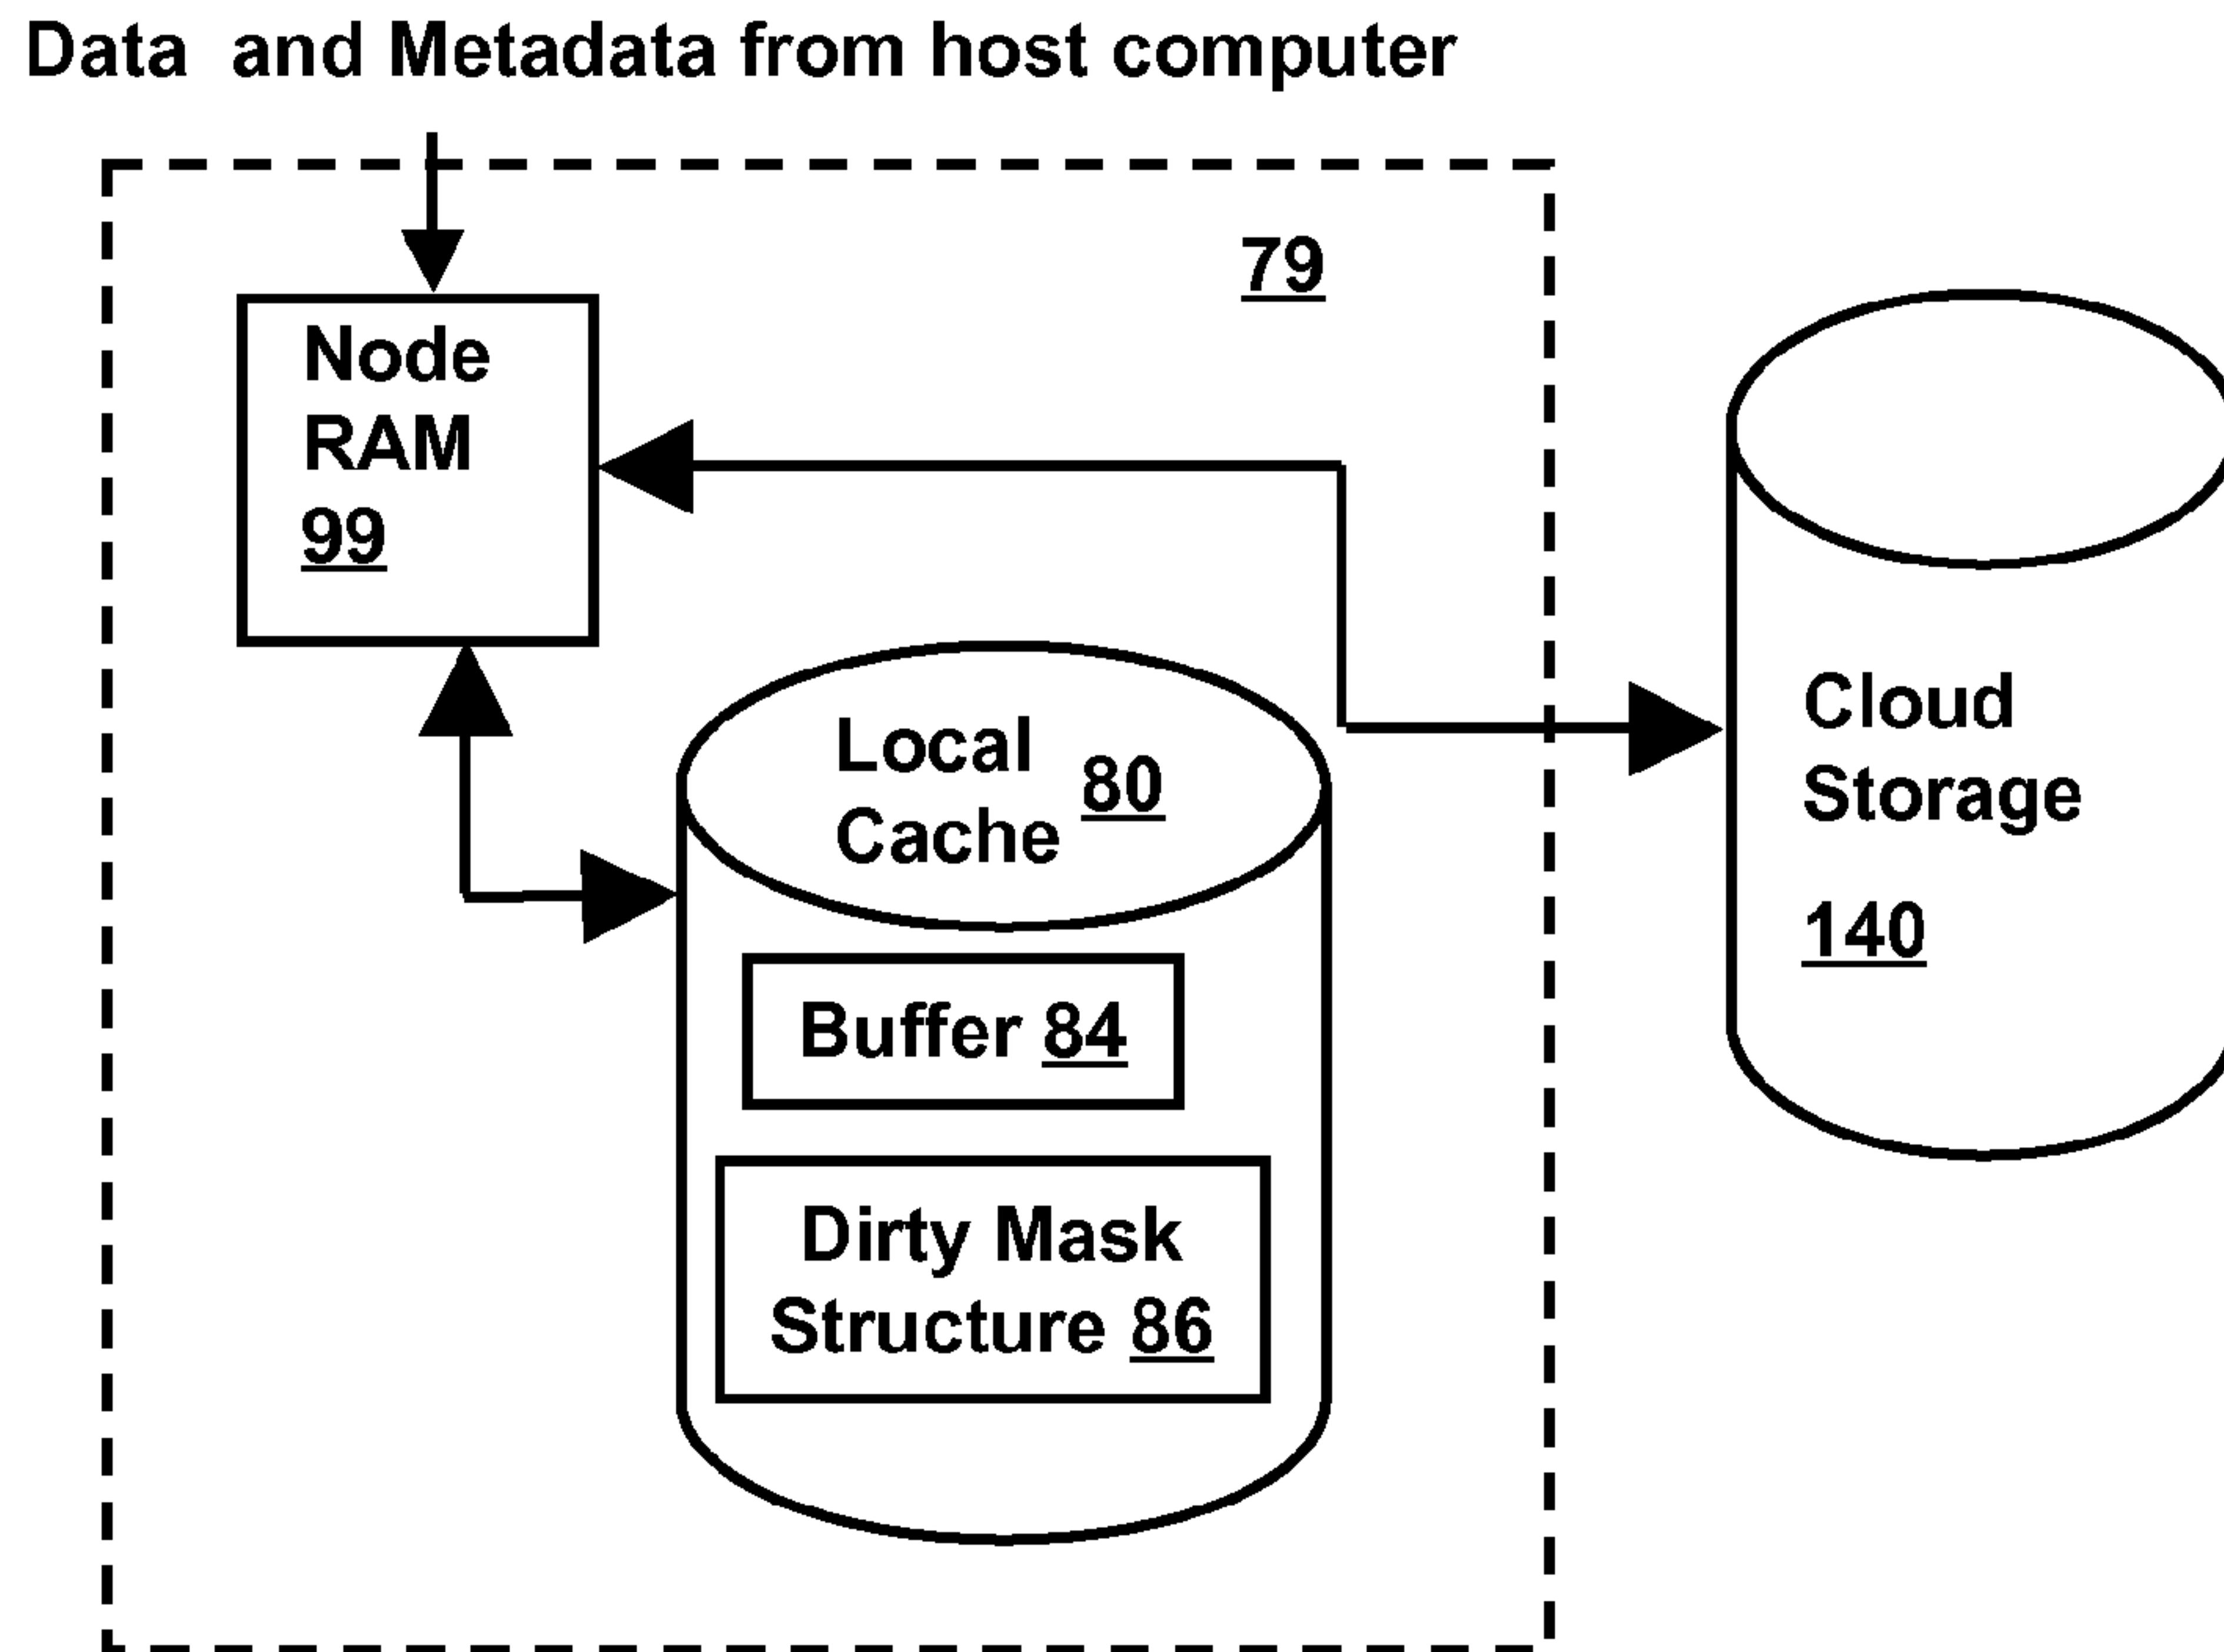 Data and Metadata from host computer
79
Node
RAM
99
Local
Cache 80
Cloud
Storage
140
Buffer 84
Dirty Mask
Structure 86